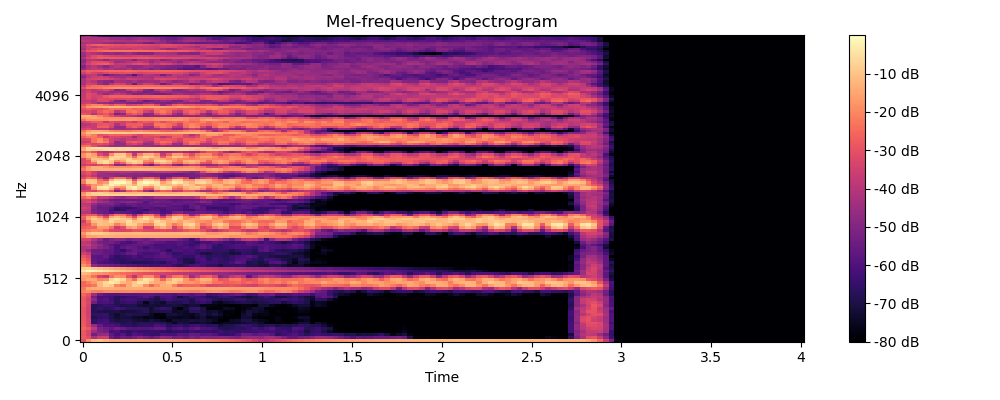 Mel-frequency Spectrogram
Hz
4096
2048
1024
512
0
0 0.5 1 1.5 2 2.5 3 3.5 4
Time
-10 dB
-20 dB
-30 dB
-40 dB
-50 dB
-60 dB
-70 dB
-80 dB